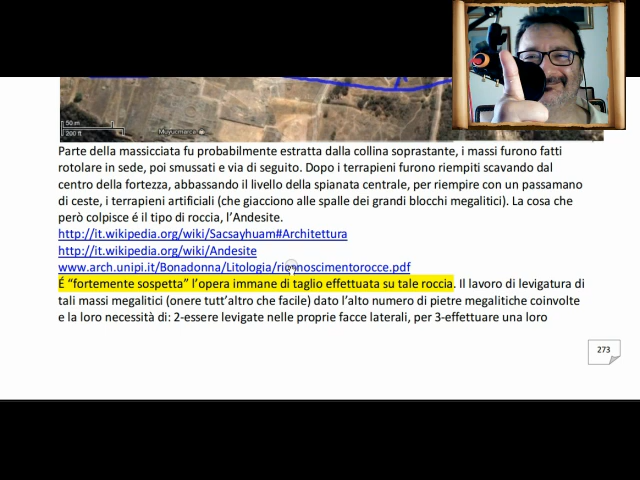 50 m
200 ft
Muyucmarca
Parte della massicciata fu probabilmente estratta dalla collina soprastante, i massi furono fatti
rotolare in sede, poi smussati e via di seguito. Dopo i terrapieni furono riempiti scavando dal
centro della fortezza, abbassando il livello della spianata centrale, per riempire con un passamano
di ceste, i terrapieni artificiali (che giacciono alle spalle dei grandi blocchi megalitici). La cosa che
però colpisce é il tipo di roccia, l'Andesite.
http://it.wikipedia.org/wiki/Sacsayhuam#Architettura
http://it.wikipedia.org/wiki/Andesite
www.arch.unipi.it/Bonadonna/Litologia/riconoscimentorocce.pdf
É “fortemente sospetta” l'opera immane di taglio effettuata su tale roccia. Il lavoro di levigatura di
tali massi megalitici (onere tutt'altro che facile) dato l'alto numero di pietre megalitiche coinvolte
e la loro necessità di: 2-essere levigate nelle proprie facce laterali, per 3-effettuare una loro
273